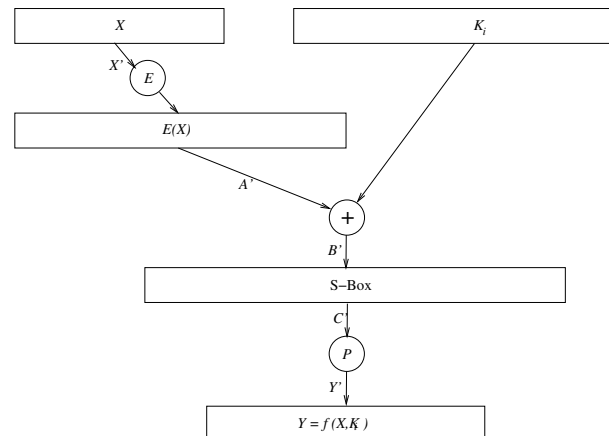 X
K_i
X'
E
E(X)
A'
+
B'
S-Box
C'
P
Y'
Y = f(X,K_i)